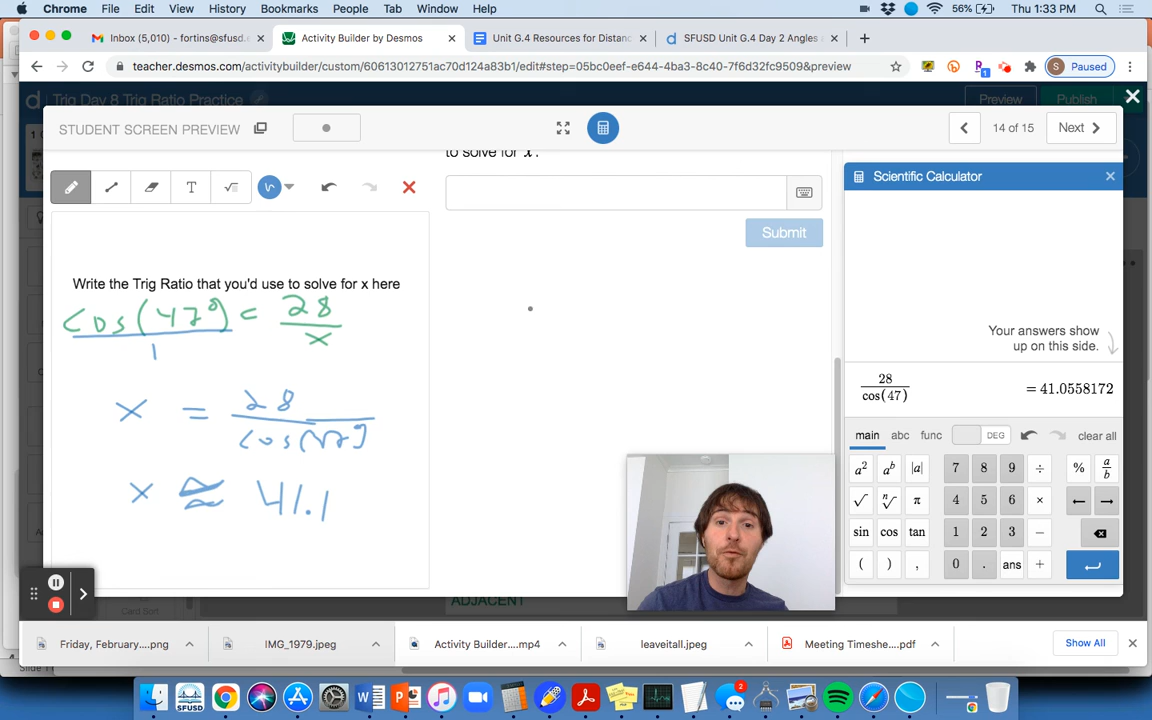 Chrome File Edit View History Bookmarks People Tab Window Help
56% Thu 1:33 PM
Inbox (5,010) - fortins@sfusd.e
Activity Builder by Desmos
Unit G.4 Resources for Distanc
SFUSD Unit G.4 Day 2 Angles a
teacher.desmos.com/activitybuilder/custom/60613012751ac70d124a83b1/edit#step=05bc0eef-e644-4ba3-8c40-7f6d32fc9509&preview
Paused
Trig Day 8 Trig Ratio Practice
Preview
Publish
STUDENT SCREEN PREVIEW
14 of 15
Next
to solve for x.
Submit
Scientific Calculator
Write the Trig Ratio that you'd use to solve for x here
cos(47°) = 28
x
1
x = 28
cos(47°)
x ≅ 41.1
Your answers show
up on this side.
28
cos(47)
= 41.0558172
main abc func DEG clear all
a² aᵇ |a| 7 8 9 ÷ % a/b
√ ⁿ√ π 4 5 6 × ← →
sin cos tan 1 2 3 −
( ) , 0 . ans +
Card Sort
ADJACENT
Friday, February....png
IMG_1979.jpeg
Activity Builder...mp4
leaveitall.jpeg
Meeting Timeshe...pdf
Show All
SFUSD
2